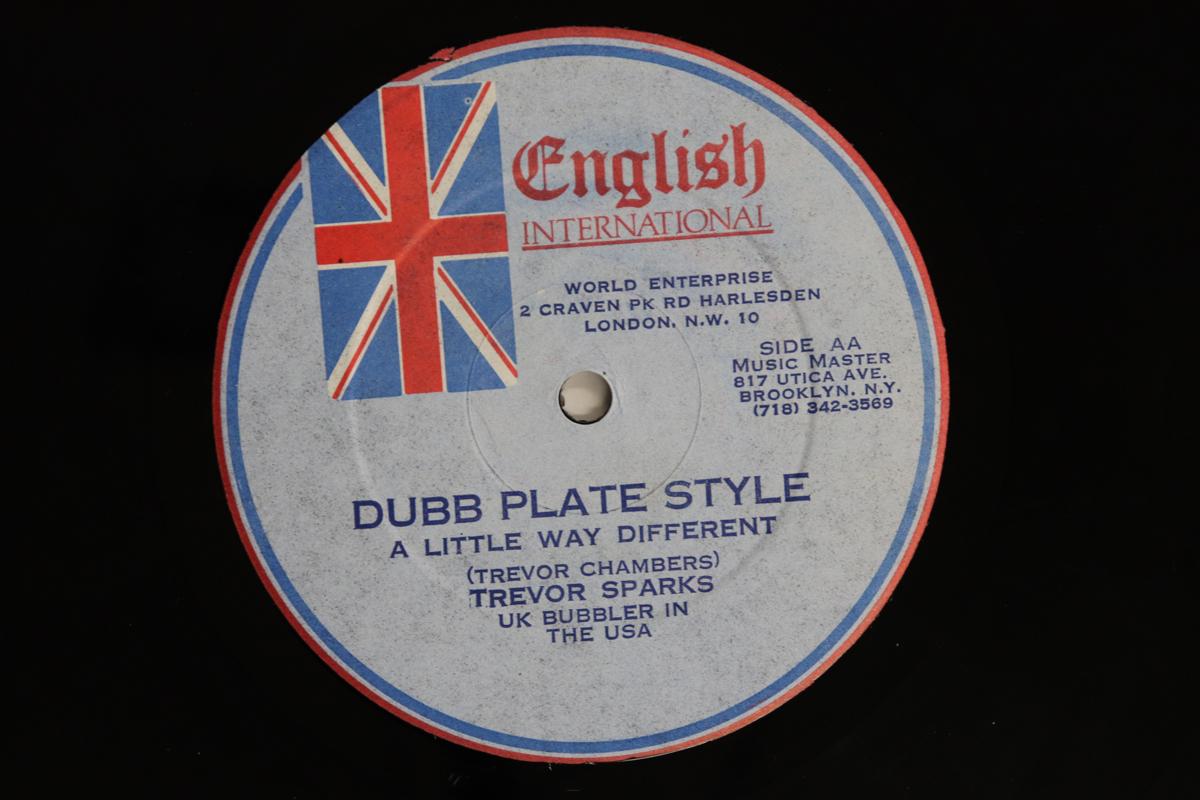 English
INTERNATIONAL
WORLD ENTERPRISE
2 CRAVEN PK RD HARLESDEN
LONDON, N.W. 10
SIDE AA
MUSIC MASTER
817 UTICA AVE.
BROOKLYN, N.Y.
(718) 342-3569
DUBB PLATE STYLE
A LITTLE WAY DIFFERENT
(TREVOR CHAMBERS)
TREVOR SPARKS
UK BUBBLER IN
THE USA